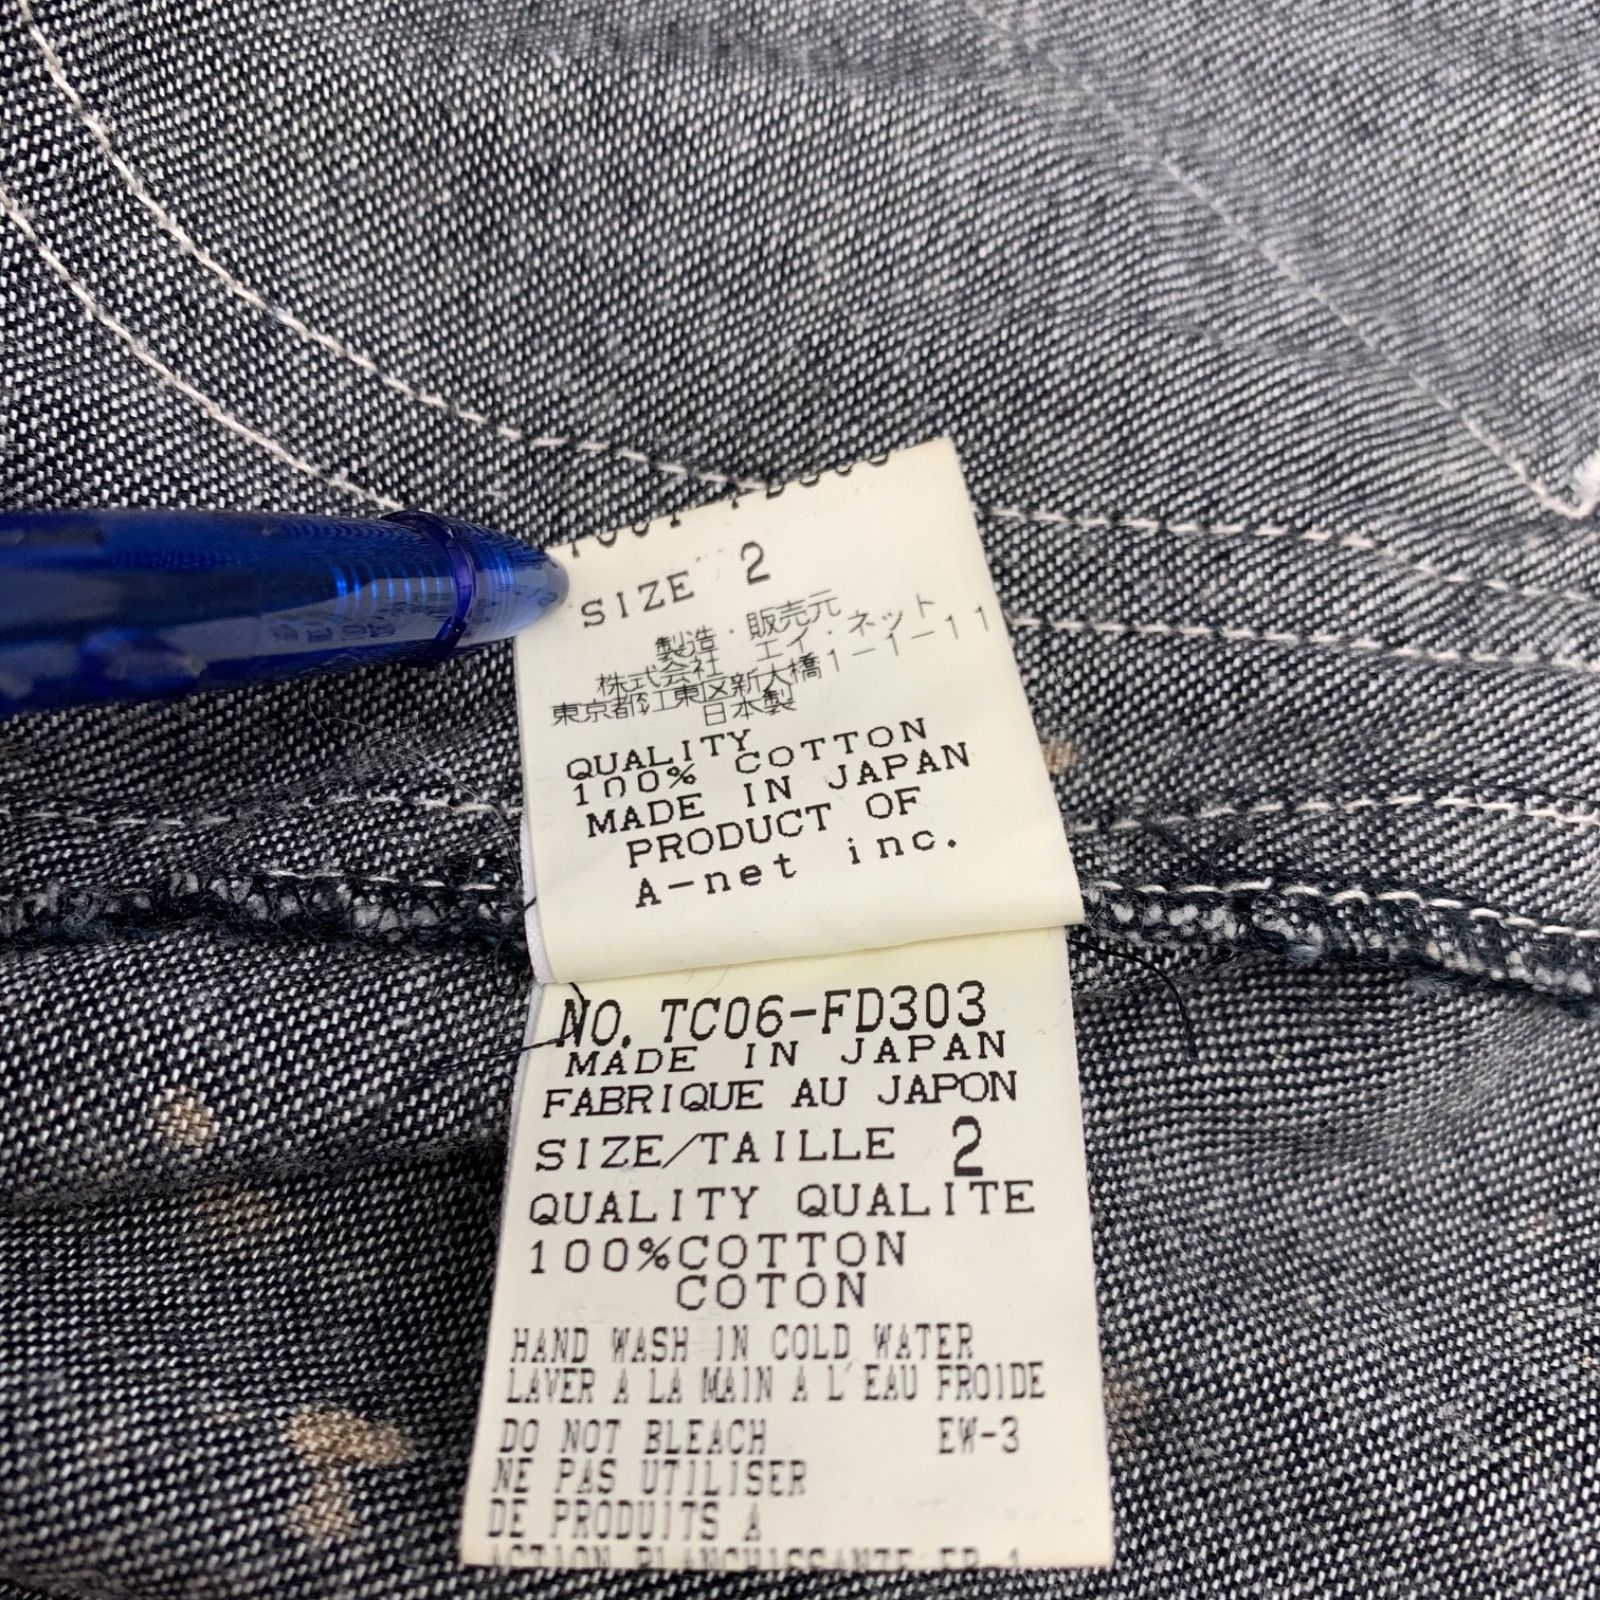 SIZE 2
製造・販売元
株式会社 エイ・ネット
東京都江東区新大橋1-1-11
日本製
QUALITY
100% COTTON
MADE IN JAPAN
PRODUCT OF
A-net inc.
NO. TC06-FD303
MADE IN JAPAN
FABRIQUE AU JAPON
SIZE/TAILLE 2
QUALITY QUALITE
100%COTTON
COTON
HAND WASH IN COLD WATER
LAVER A LA MAIN A L'EAU FROIDE
DO NOT BLEACH EW-3
NE PAS UTILISER
DE PRODUITS A
ACTION BLANCHISSANTE